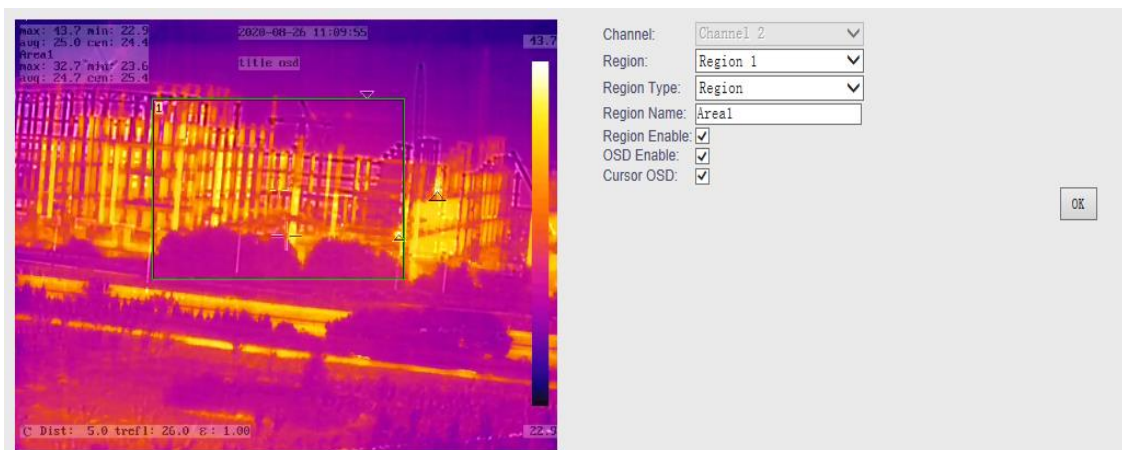 max: 43.7 min: 22.9
avg: 25.0 cen: 24.4
Area1
max: 32.7 min: 23.6
avg: 24.7 cen: 25.4
2020-08-26 11:09:55
title osd
43.7
1
C Dist: 5.0 trefl: 26.0 ε: 1.00
22.9
Channel: Channel 2
Region: Region 1
Region Type: Region
Region Name: Area1
Region Enable:
OSD Enable:
Cursor OSD:
OK